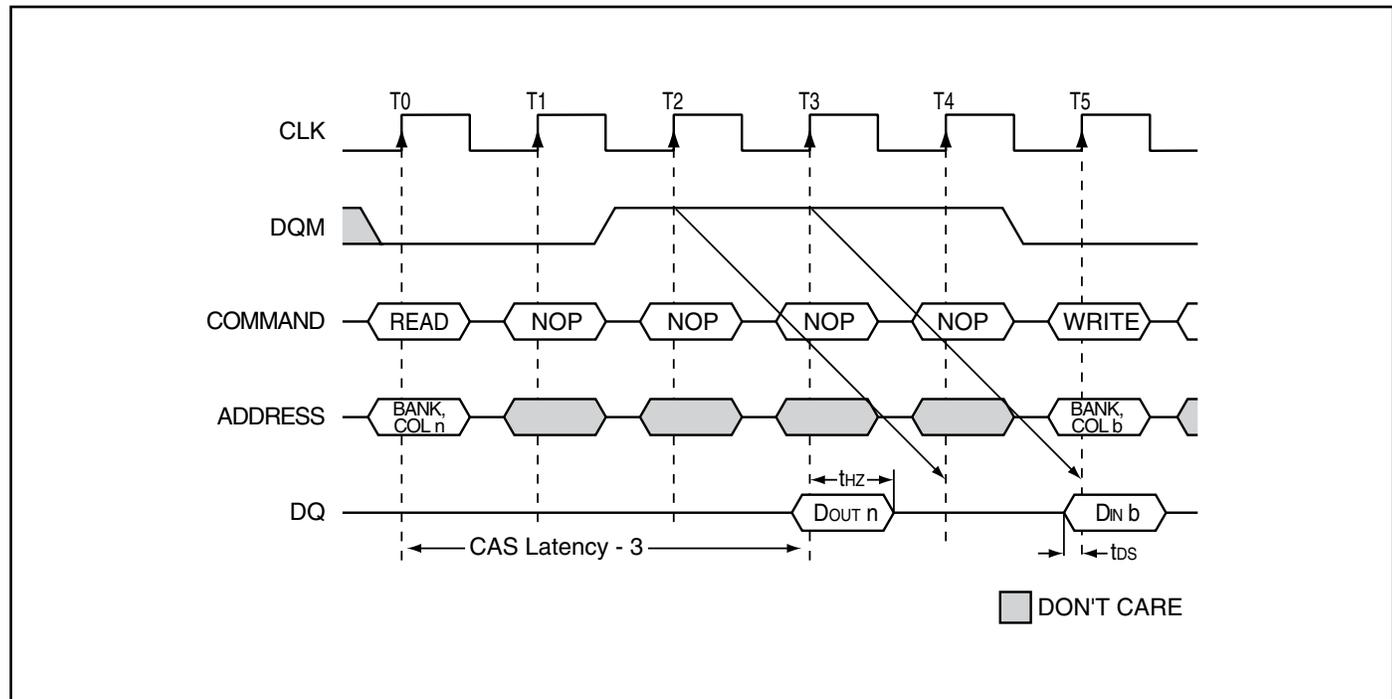 T0 T1 T2 T3 T4 T5
CLK
DQM
COMMAND READ NOP NOP NOP NOP WRITE
ADDRESS BANK, COL n BANK, COL b
tHZ
DQ DOUT n DIN b
CAS Latency - 3 tDS
DON'T CARE